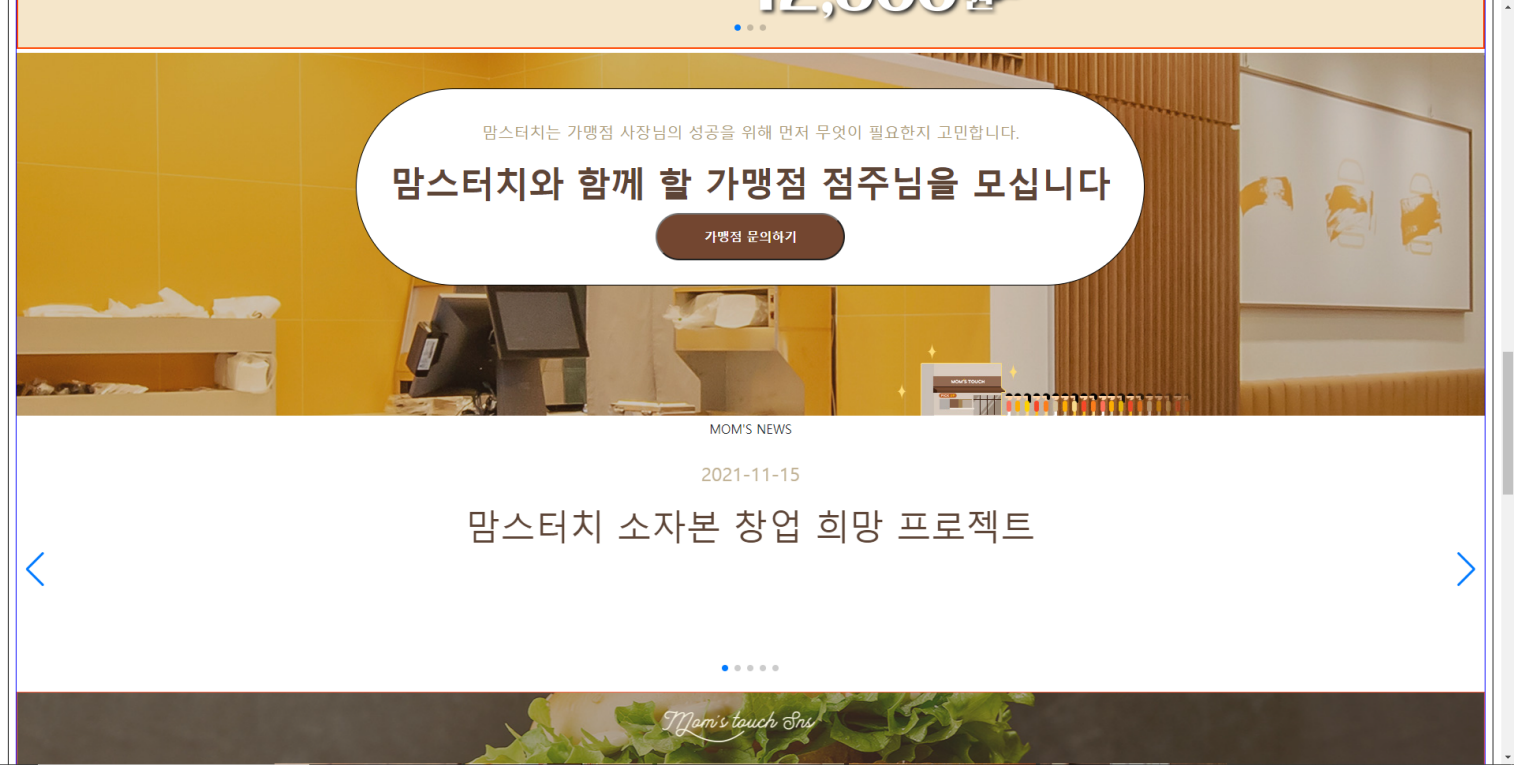 맘스터치는 가맹점 사장님의 성공을 위해 먼저 무엇이 필요한지 고민합니다.
맘스터치와 함께 할 가맹점 점주님을 모십니다
가맹점 문의하기
MOM'S TOUCH
MOM'S NEWS
2021-11-15
맘스터치 소자본 창업 희망 프로젝트
Mom's touch Sns